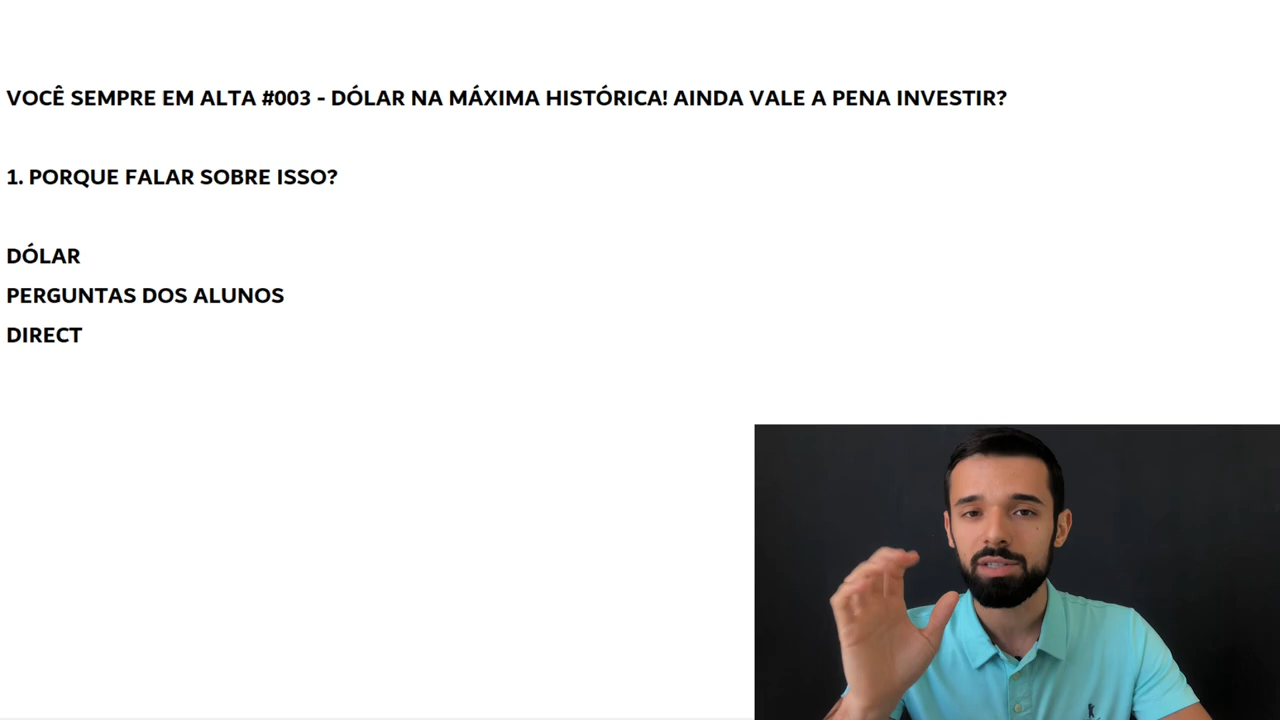 VOCÊ SEMPRE EM ALTA #003 - DÓLAR NA MÁXIMA HISTÓRICA! AINDA VALE A PENA INVESTIR?
1. PORQUE FALAR SOBRE ISSO?
DÓLAR
PERGUNTAS DOS ALUNOS
DIRECT